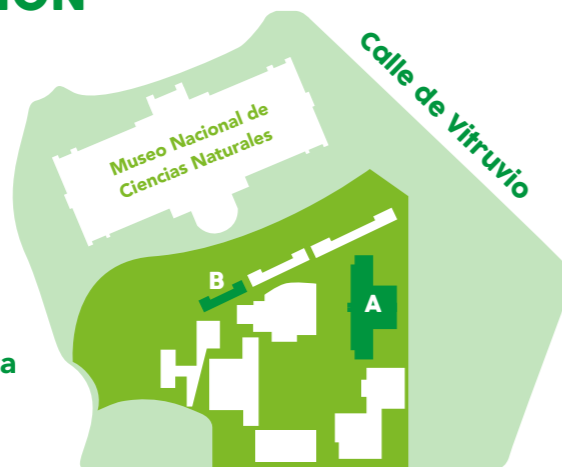 Calle de Vitruvio
Museo Nacional de
Ciencias Naturales
B
A
a